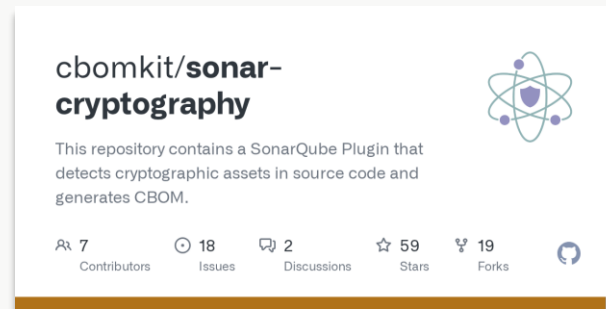 cbomkit/sonar-
cryptography
This repository contains a SonarQube Plugin that
detects cryptographic assets in source code and
generates CBOM.
7 18 2 59 19
Contributors Issues Discussions Stars Forks